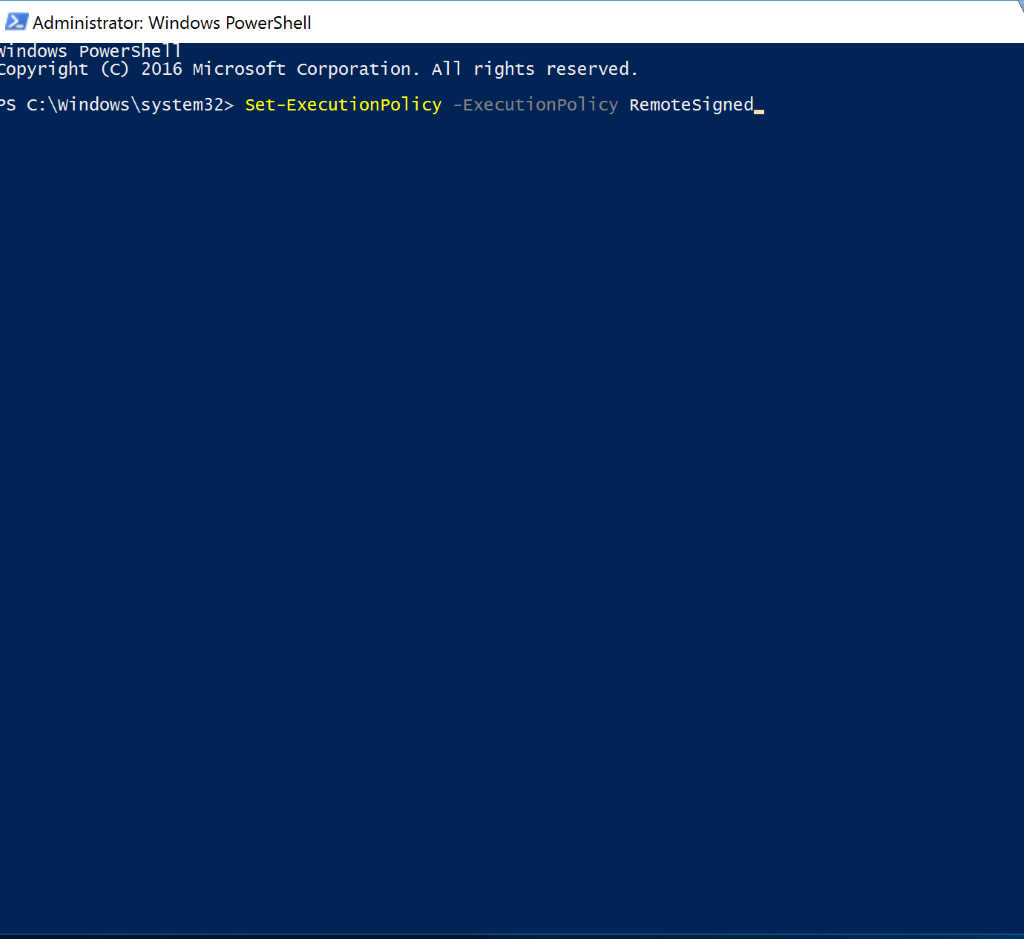 Administrator: Windows PowerShell
Windows PowerShell
Copyright (C) 2016 Microsoft Corporation. All rights reserved.
PS C:\Windows\system32> Set-ExecutionPolicy -ExecutionPolicy RemoteSigned